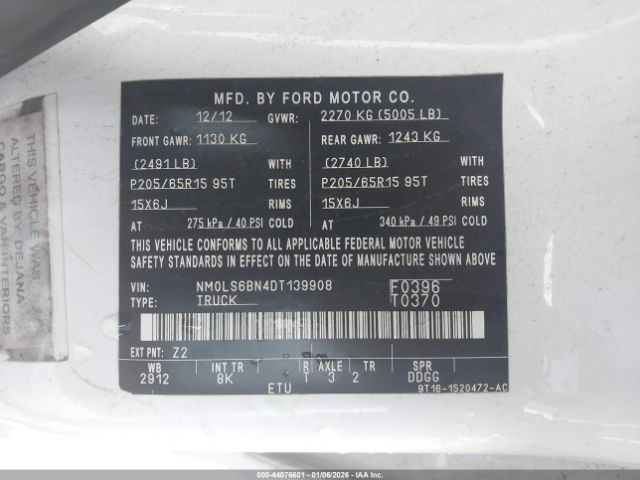 MFD. BY FORD MOTOR CO.
DATE: 12/12 GVWR: 2270 KG (5005 LB)
FRONT GAWR: 1130 KG REAR GAWR: 1243 KG
(2491 LB) WITH (2740 LB) WITH
P205/65R15 95T TIRES P205/65R15 95T TIRES
15X6J RIMS 15X6J RIMS
AT 275 kPa / 40 PSI COLD AT 340 kPa / 49 PSI COLD
THIS VEHICLE CONFORMS TO ALL APPLICABLE FEDERAL MOTOR VEHICLE
SAFETY STANDARDS IN EFFECT ON THE DATE OF MANUFACTURE SHOWN ABOVE.
VIN: NM0LS6BN4DT139908 F0396
TYPE: TRUCK T0370
EXT PNT: Z2
WB INT TR R AXLE TR SPR
2912 8K T 3 2 DDGG
ETU 9T16-1520472-AC
THIS VEHICLE WAS
ALTERED BY: DEJANA
CARGO & VAN INTERIORS
000-44076601 - 01/06/2026 - IAA Inc.